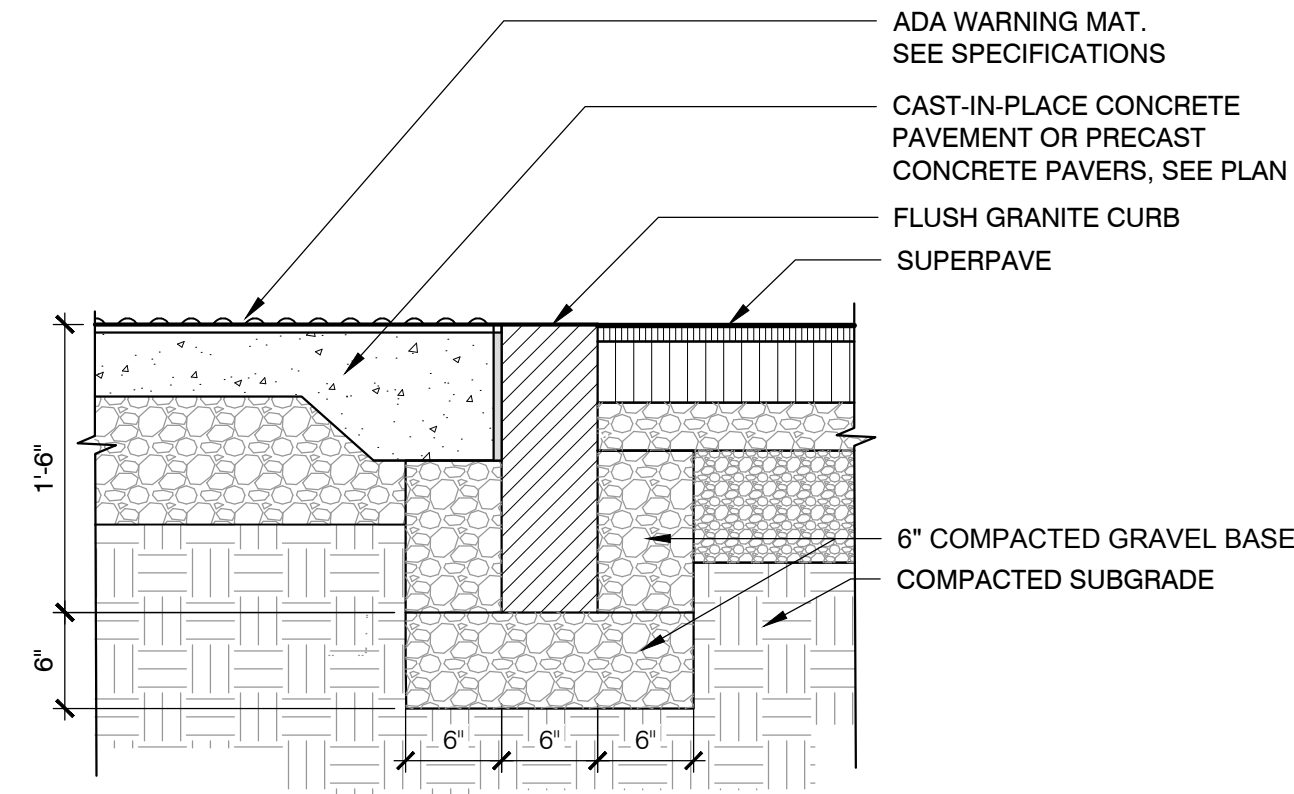 ADA WARNING MAT.
SEE SPECIFICATIONS
CAST-IN-PLACE CONCRETE
PAVEMENT OR PRECAST
CONCRETE PAVERS, SEE PLAN
FLUSH GRANITE CURB
SUPERPAVE
1'-6"
6" COMPACTED GRAVEL BASE
COMPACTED SUBGRADE
6"
6" 6" 6"